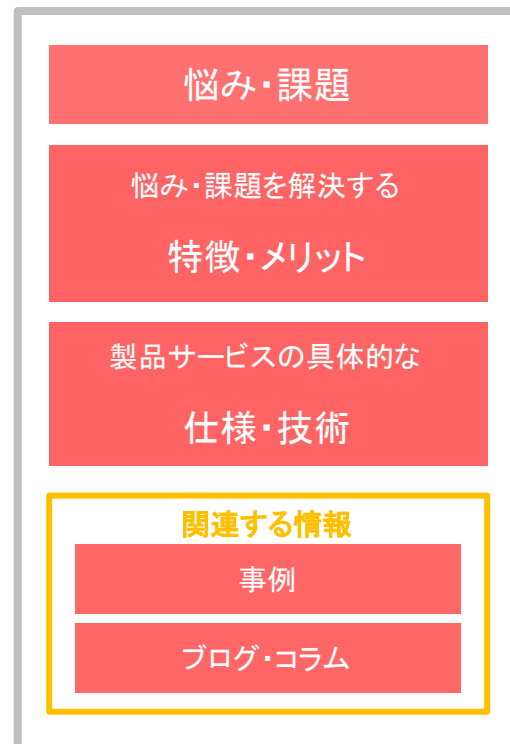 悩み・課題
悩み・課題を解決する
特徴・メリット
製品サービスの具体的な
仕様・技術
関連する情報
事例
ブログ・コラム